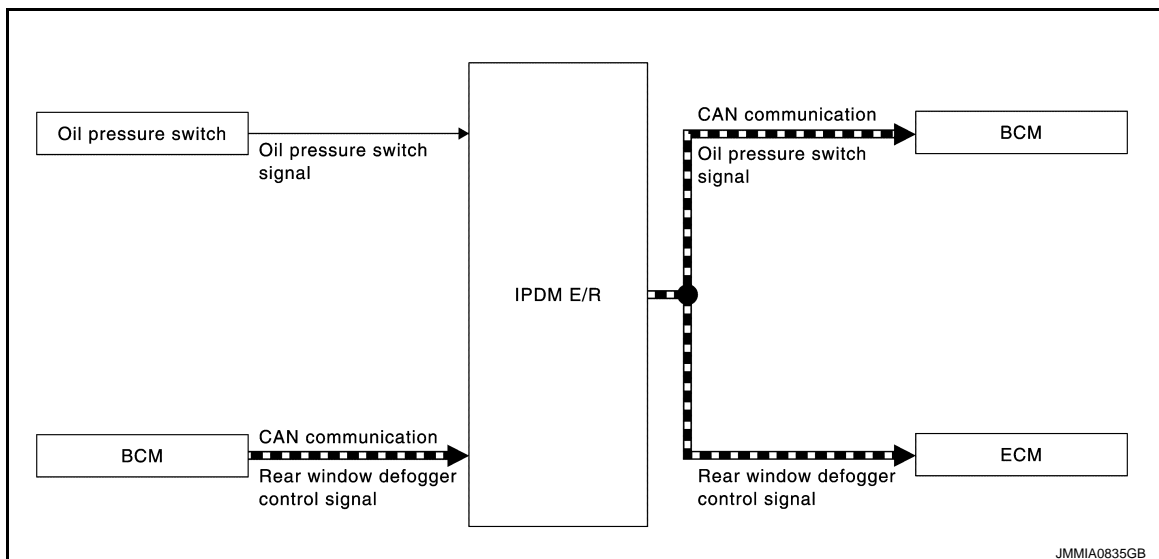 Oil pressure switch
Oil pressure switch
signal
BCM
CAN communication
Rear window defogger
control signal
IPDM E/R
CAN communication
Oil pressure switch
signal
BCM
Rear window defogger
control signal
ECM
JMMIA0835GB